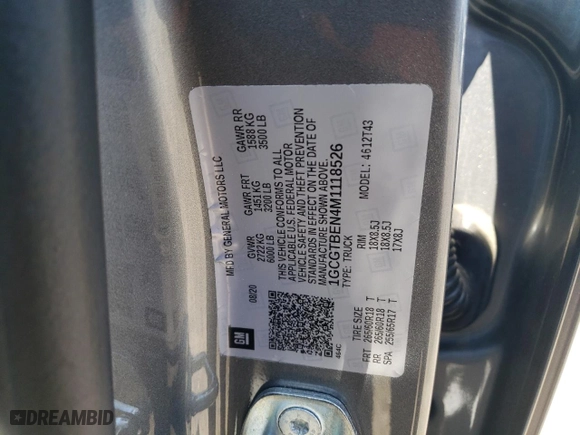 MFD BY GENERAL MOTORS LLC
08/20
GVWR GAWR FRT GAWR RR
2722 KG 1451 KG 1588 KG
6000 LB 3200 LB 3500 LB
THIS VEHICLE CONFORMS TO ALL
APPLICABLE U.S. FEDERAL MOTOR
VEHICLE SAFETY AND THEFT PREVENTION
STANDARDS IN EFFECT ON THE DATE OF
MANUFACTURE SHOWN ABOVE.
1GCGTBEN4M1118526
TYPE: TRUCK MODEL: 4612T43
TIRE SIZE RIM
FRT 265/60R18 T 18X8.5J
RR 265/60R18 T 18X8.5J
SPA 255/65R17 T 17X8J
GM
464C
DREAMBID